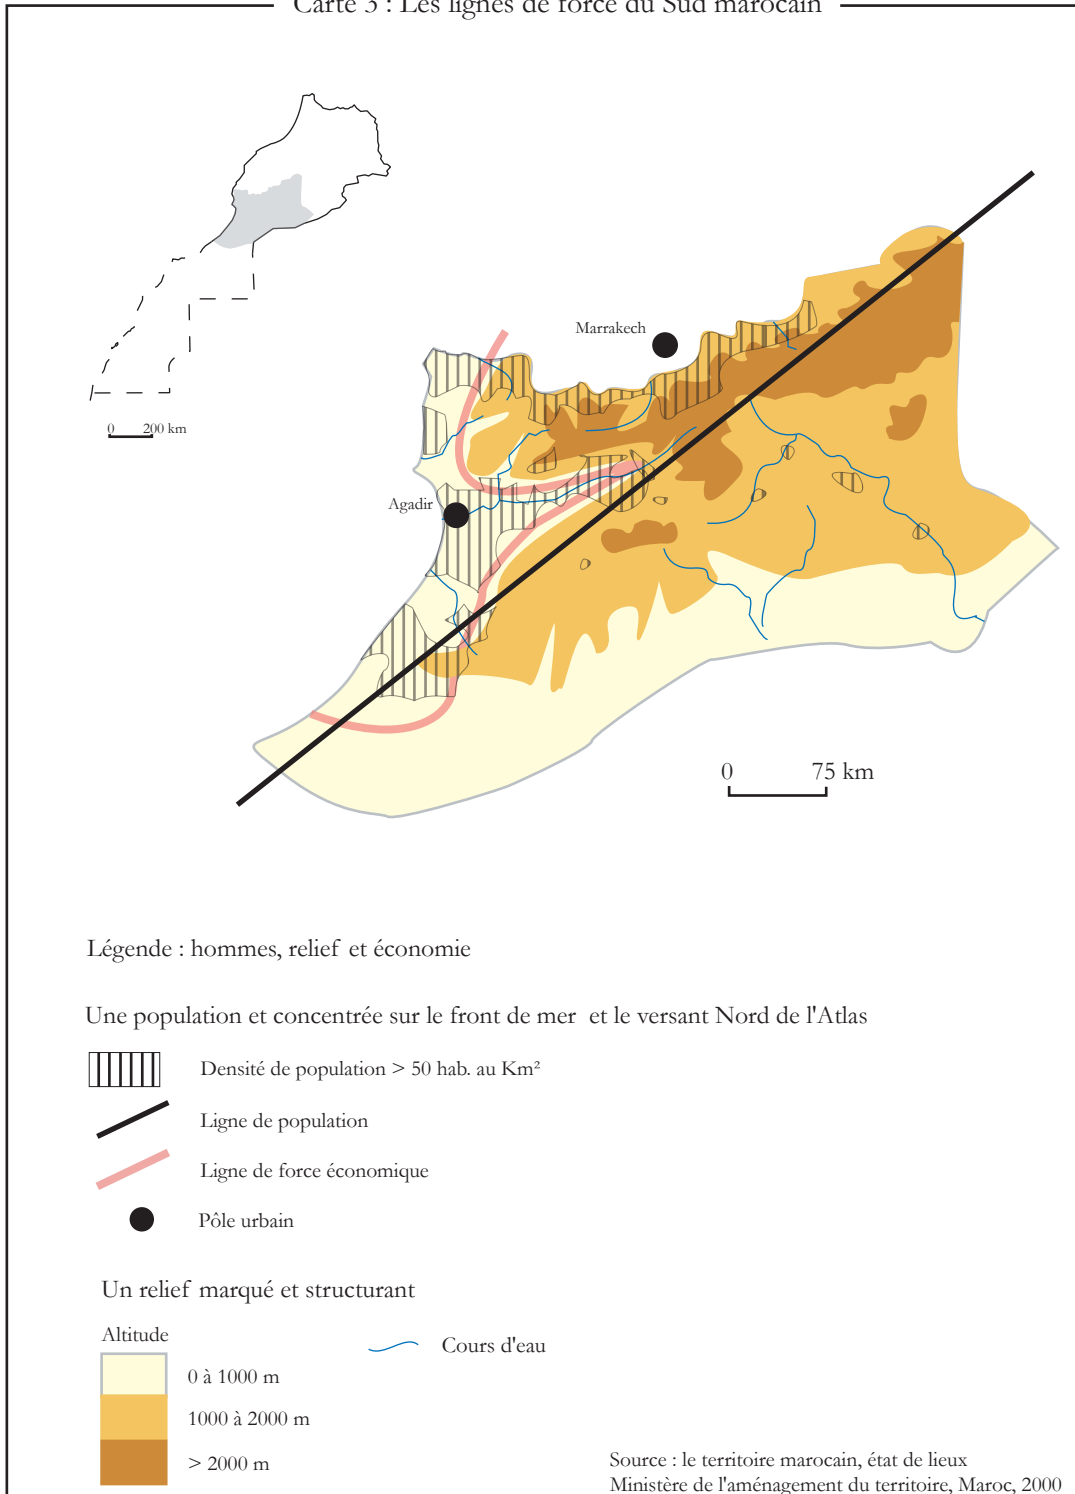 Carte 3 : Les lignes de force du Sud marocain
Marrakech
0 200 km
Agadir
0 75 km
Légende : hommes, relief et économie
Une population et concentrée sur le front de mer et le versant Nord de l'Atlas
Densité de population > 50 hab. au Km²
Ligne de population
Ligne de force économique
Pôle urbain
Un relief marqué et structurant
Altitude
Cours d'eau
0 à 1000 m
1000 à 2000 m
> 2000 m
Source : le territoire marocain, état de lieux
Ministère de l'aménagement du territoire, Maroc, 2000